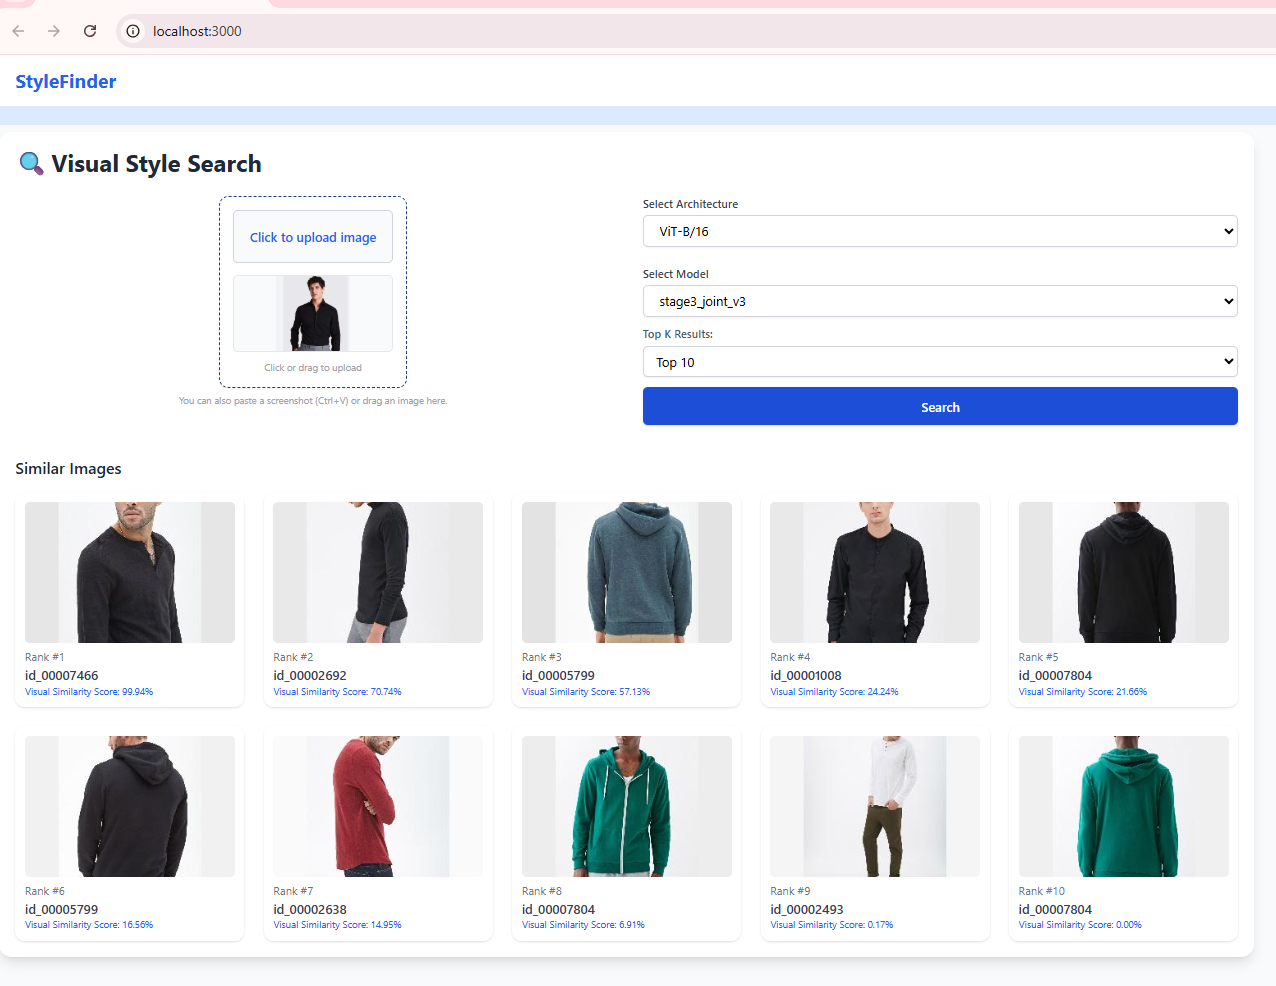 localhost:3000
StyleFinder
🔍 Visual Style Search
Click to upload image
Click or drag to upload
You can also paste a screenshot (Ctrl+V) or drag an image here.
Select Architecture
ViT-B/16
Select Model
stage3_joint_v3
Top K Results:
Top 10
Search
Similar Images
Rank #1
id_00007466
Visual Similarity Score: 99.94%
Rank #2
id_00002692
Visual Similarity Score: 70.74%
Rank #3
id_00005799
Visual Similarity Score: 57.13%
Rank #4
id_00001008
Visual Similarity Score: 24.24%
Rank #5
id_00007804
Visual Similarity Score: 21.66%
Rank #6
id_00005799
Visual Similarity Score: 16.56%
Rank #7
id_00002638
Visual Similarity Score: 14.95%
Rank #8
id_00007804
Visual Similarity Score: 6.91%
Rank #9
id_00002493
Visual Similarity Score: 0.17%
Rank #10
id_00007804
Visual Similarity Score: 0.00%